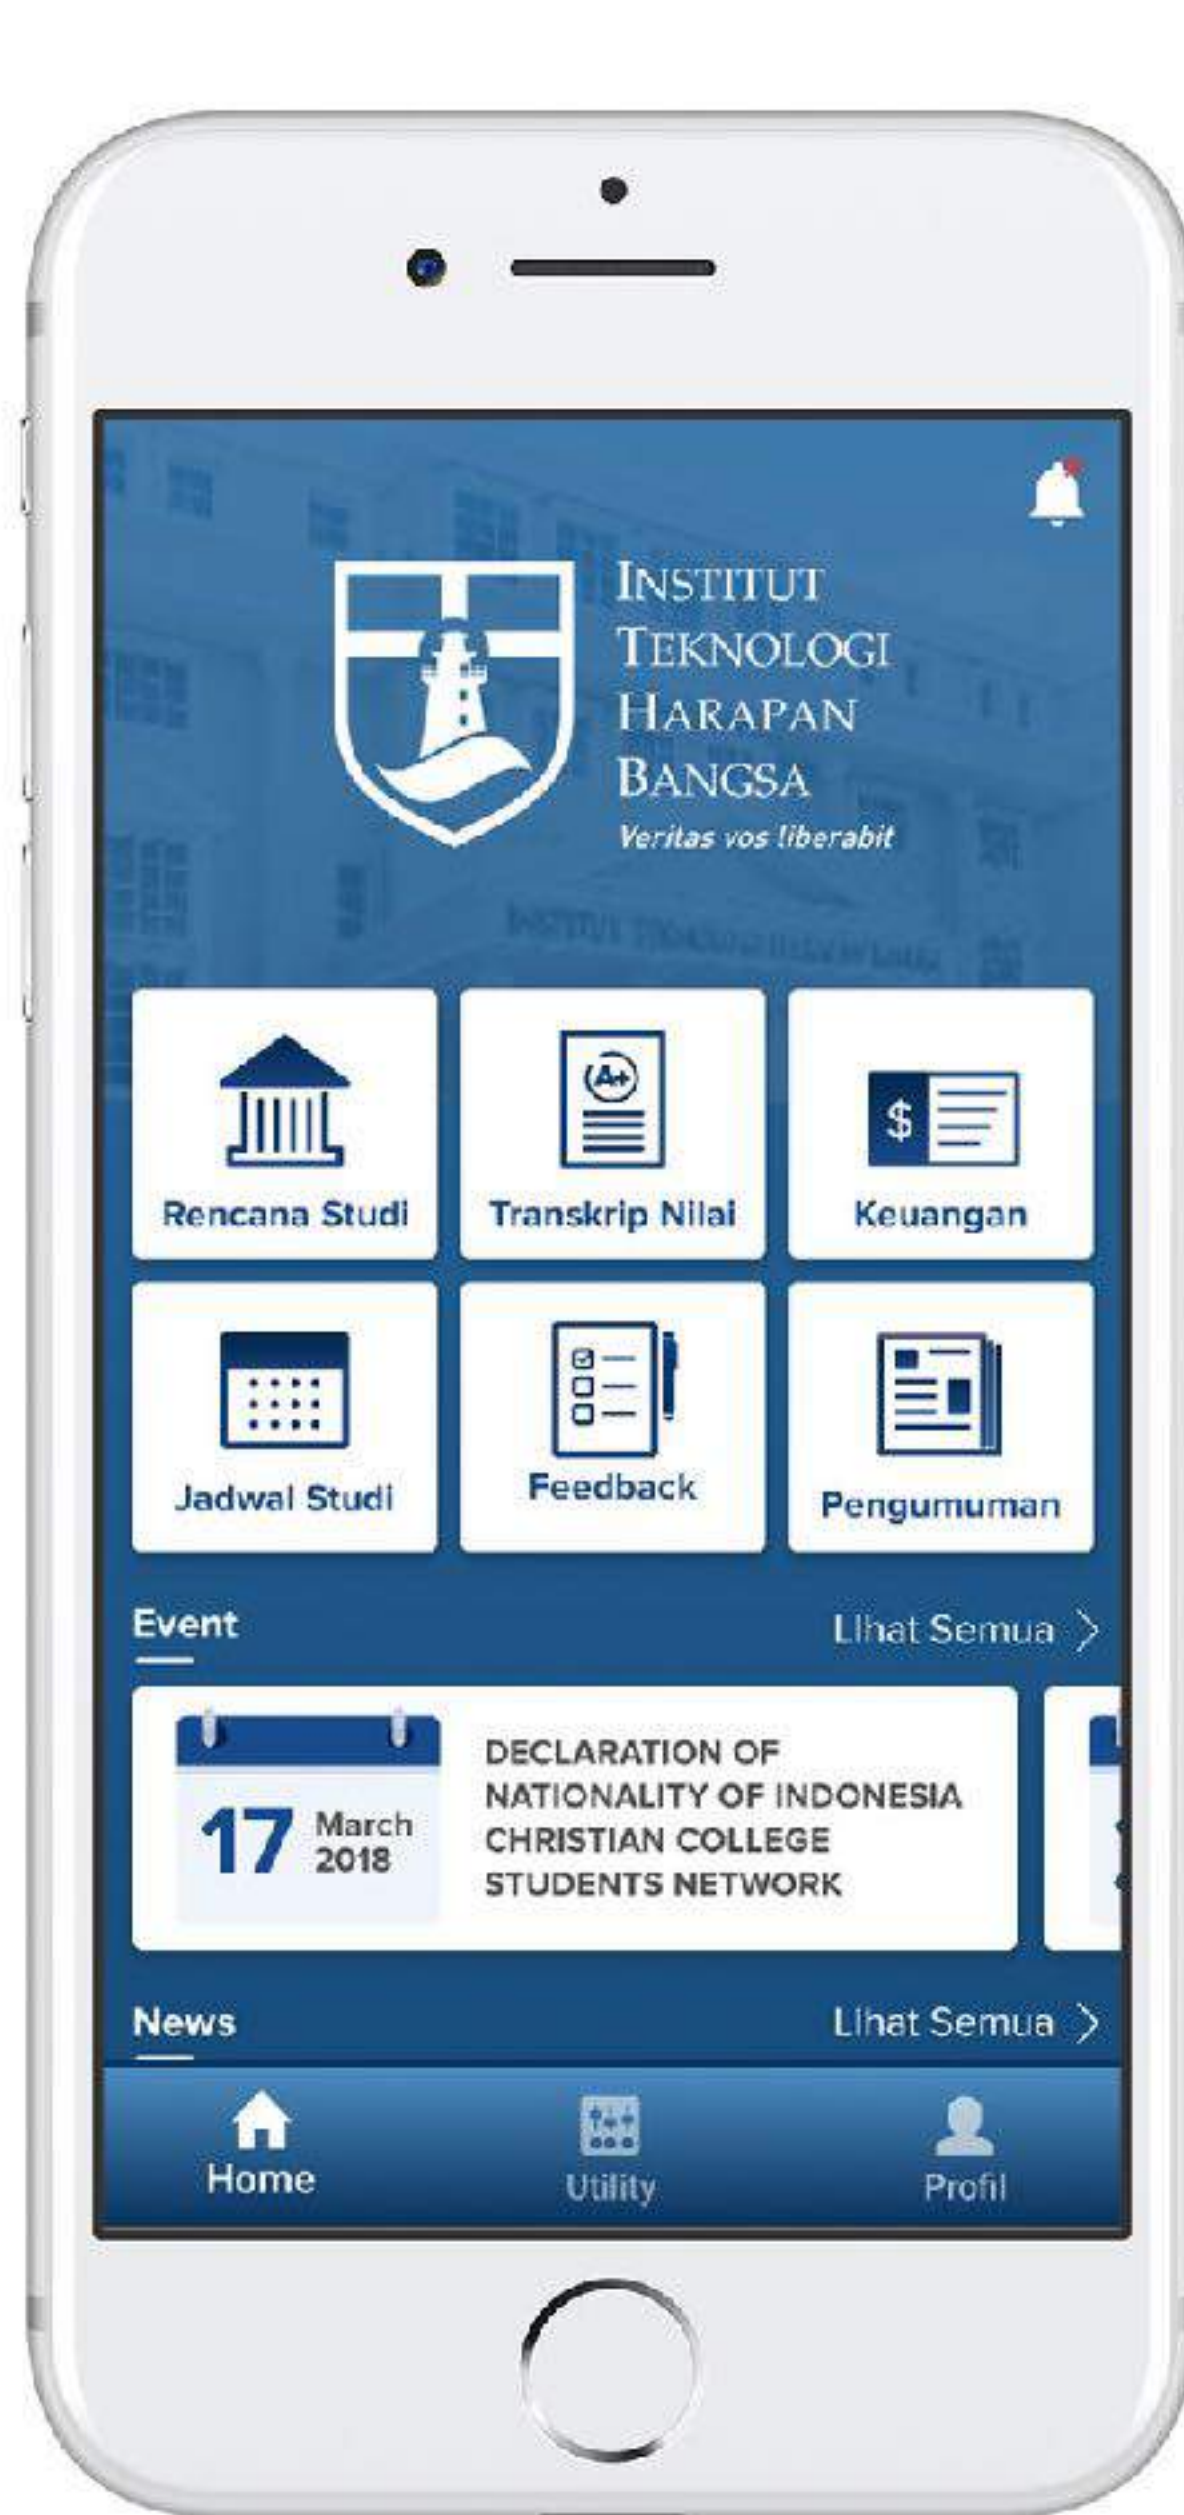 INSTITUT
TEKNOLOGI
HARAPAN
BANGSA
Veritas vos liberabit
A+
$
Rencana Studi
Transkrip Nilai
Keuangan
Jadwal Studi
Feedback
Pengumuman
Event
Lihat Semua
17
March
2018
DECLARATION OF
NATIONALITY OF INDONESIA
CHRISTIAN COLLEGE
STUDENTS NETWORK
News
Lihat Semua
Home
Utility
Profil